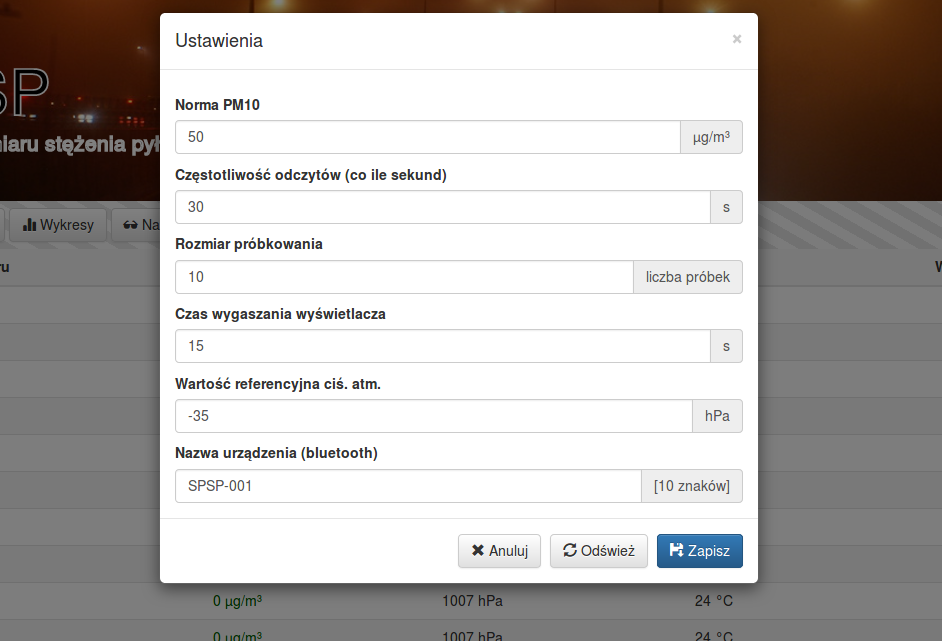 Ustawienia
×
SP
Norma PM10
50 µg/m³
iaru stężenia pył
Częstotliwość odczytów (co ile sekund)
30 s
Wykresy
Na
Rozmiar próbkowania
ru
10 liczba próbek
Czas wygaszania wyświetlacza
15 s
Wartość referencyjna ciś. atm.
-35 hPa
Nazwa urządzenia (bluetooth)
SPSP-001 [10 znaków]
Anuluj Odśwież Zapisz
0 µg/m³ 1007 hPa 24 °C
0 µg/m³ 1007 hPa 24 °C